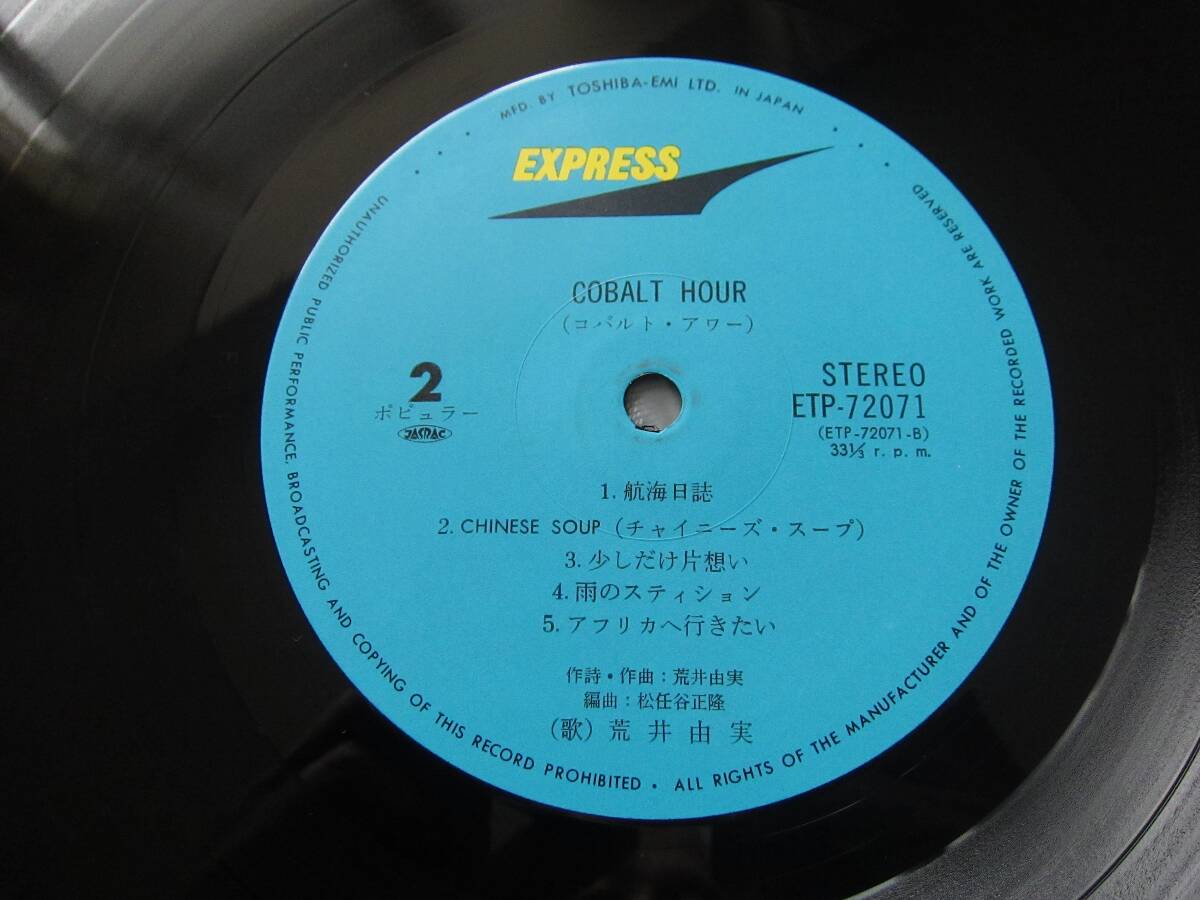 MFD. BY TOSHIBA-EMI LTD. IN JAPAN
EXPRESS
COBALT HOUR
(コバルト・アワー)
2
ポピュラー
JASRAC
STEREO
ETP-72071
(ETP-72071-B)
33⅓ r. p. m.
1. 航海日誌
2. CHINESE SOUP (チャイニーズ・スープ)
3. 少しだけ片想い
4. 雨のスティション
5. アフリカへ行きたい
作詩・作曲：荒井由実
編曲：松任谷正隆
(歌) 荒井由実
UNAUTHORIZED PUBLIC PERFORMANCE, BROADCASTING AND COPYING OF THIS RECORD PROHIBITED • ALL RIGHTS OF THE MANUFACTURER AND OF THE OWNER OF THE RECORDED WORK ARE RESERVED